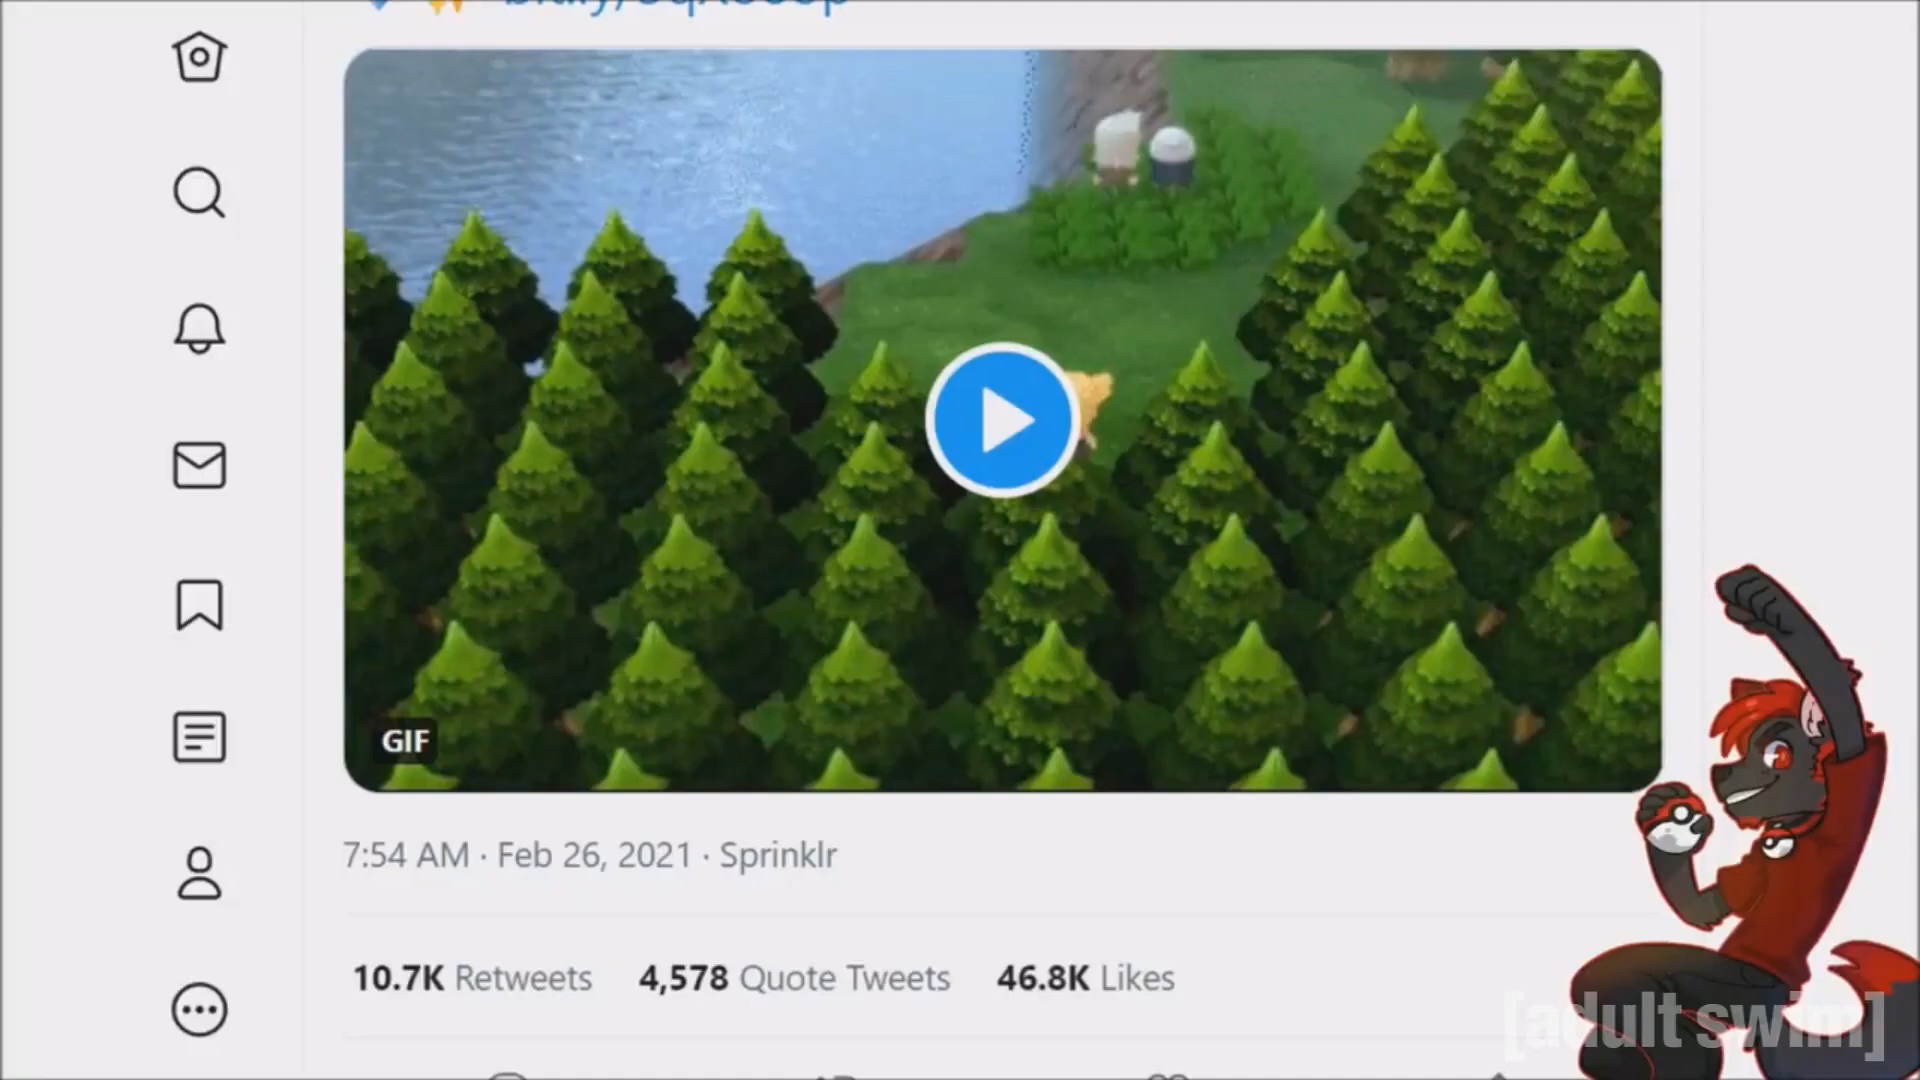 GIF
7:54 AM · Feb 26, 2021 · Sprinklr
10.7K Retweets 4,578 Quote Tweets 46.8K Likes
[adult swim]